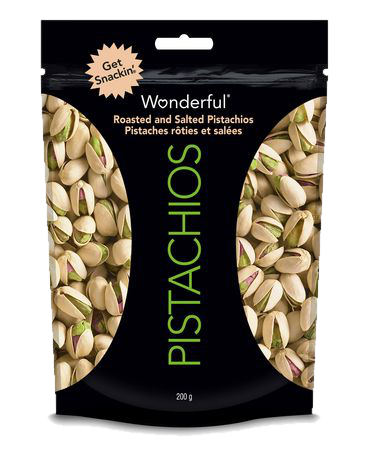 Get
Snackin'®
Wonderful®
Roasted and Salted Pistachios
Pistaches rôties et salées
PISTACHIOS
200 g